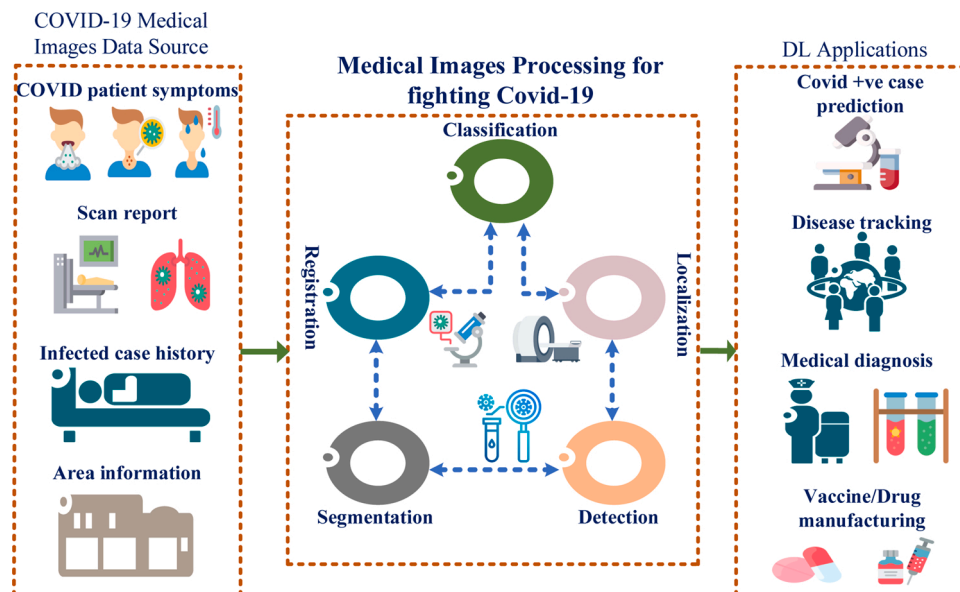 COVID-19 Medical
Images Data Source
COVID patient symptoms
Scan report
Infected case history
Area information
Medical Images Processing for
fighting Covid-19
Classification
Registration
Localization
Segmentation
Detection
DL Applications
Covid +ve case
prediction
Disease tracking
Medical diagnosis
Vaccine/Drug
manufacturing